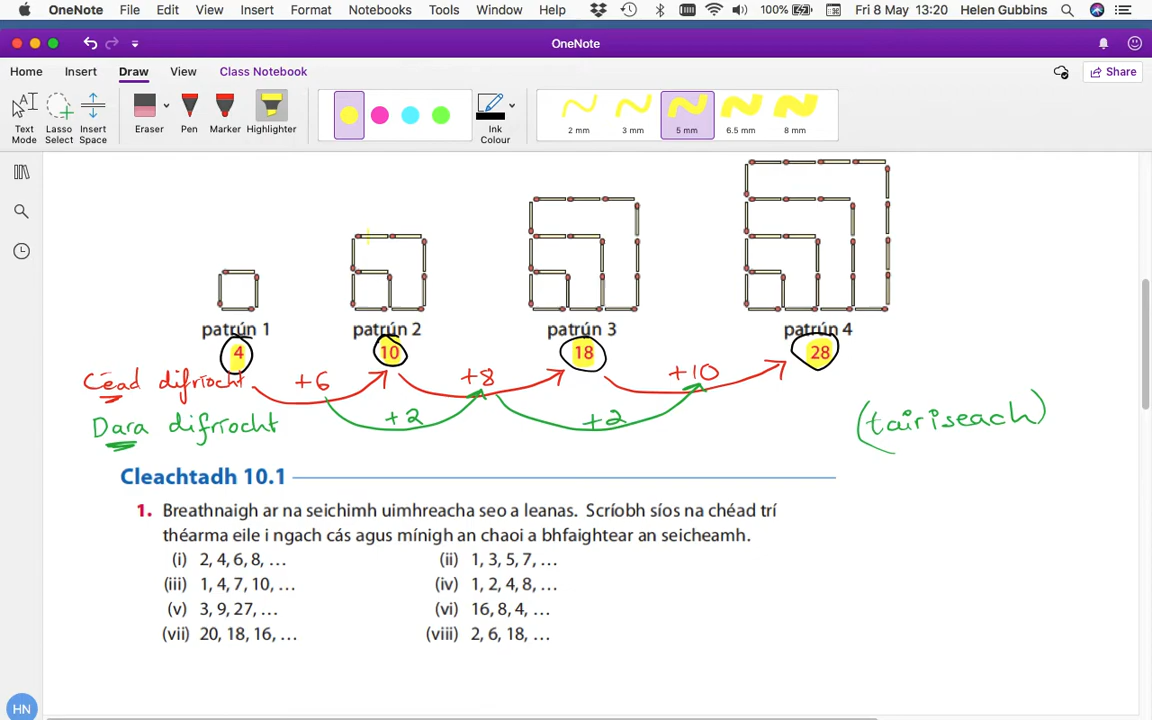 OneNote File Edit View Insert Format Notebooks Tools Window Help 100% Fri 8 May 13:20 Helen Gubbins
OneNote
Home Insert Draw View Class Notebook Share
Text Mode Lasso Select Insert Space Eraser Pen Marker Highlighter Ink Colour 2 mm 3 mm 5 mm 6.5 mm 8 mm
patrún 1 patrún 2 patrún 3 patrún 4
4 10 18 28
Céad difríocht +6 +8 +10
Dara difríocht +2 +2 (tairiseach)
Cleachtadh 10.1
1. Breathnaigh ar na seichimh uimhreacha seo a leanas. Scríobh síos na chéad trí
théarma eile i ngach cás agus mínigh an chaoi a bhfaightear an seicheamh.
(i) 2, 4, 6, 8, … (ii) 1, 3, 5, 7, …
(iii) 1, 4, 7, 10, … (iv) 1, 2, 4, 8, …
(v) 3, 9, 27, … (vi) 16, 8, 4, …
(vii) 20, 18, 16, … (viii) 2, 6, 18, …
HN